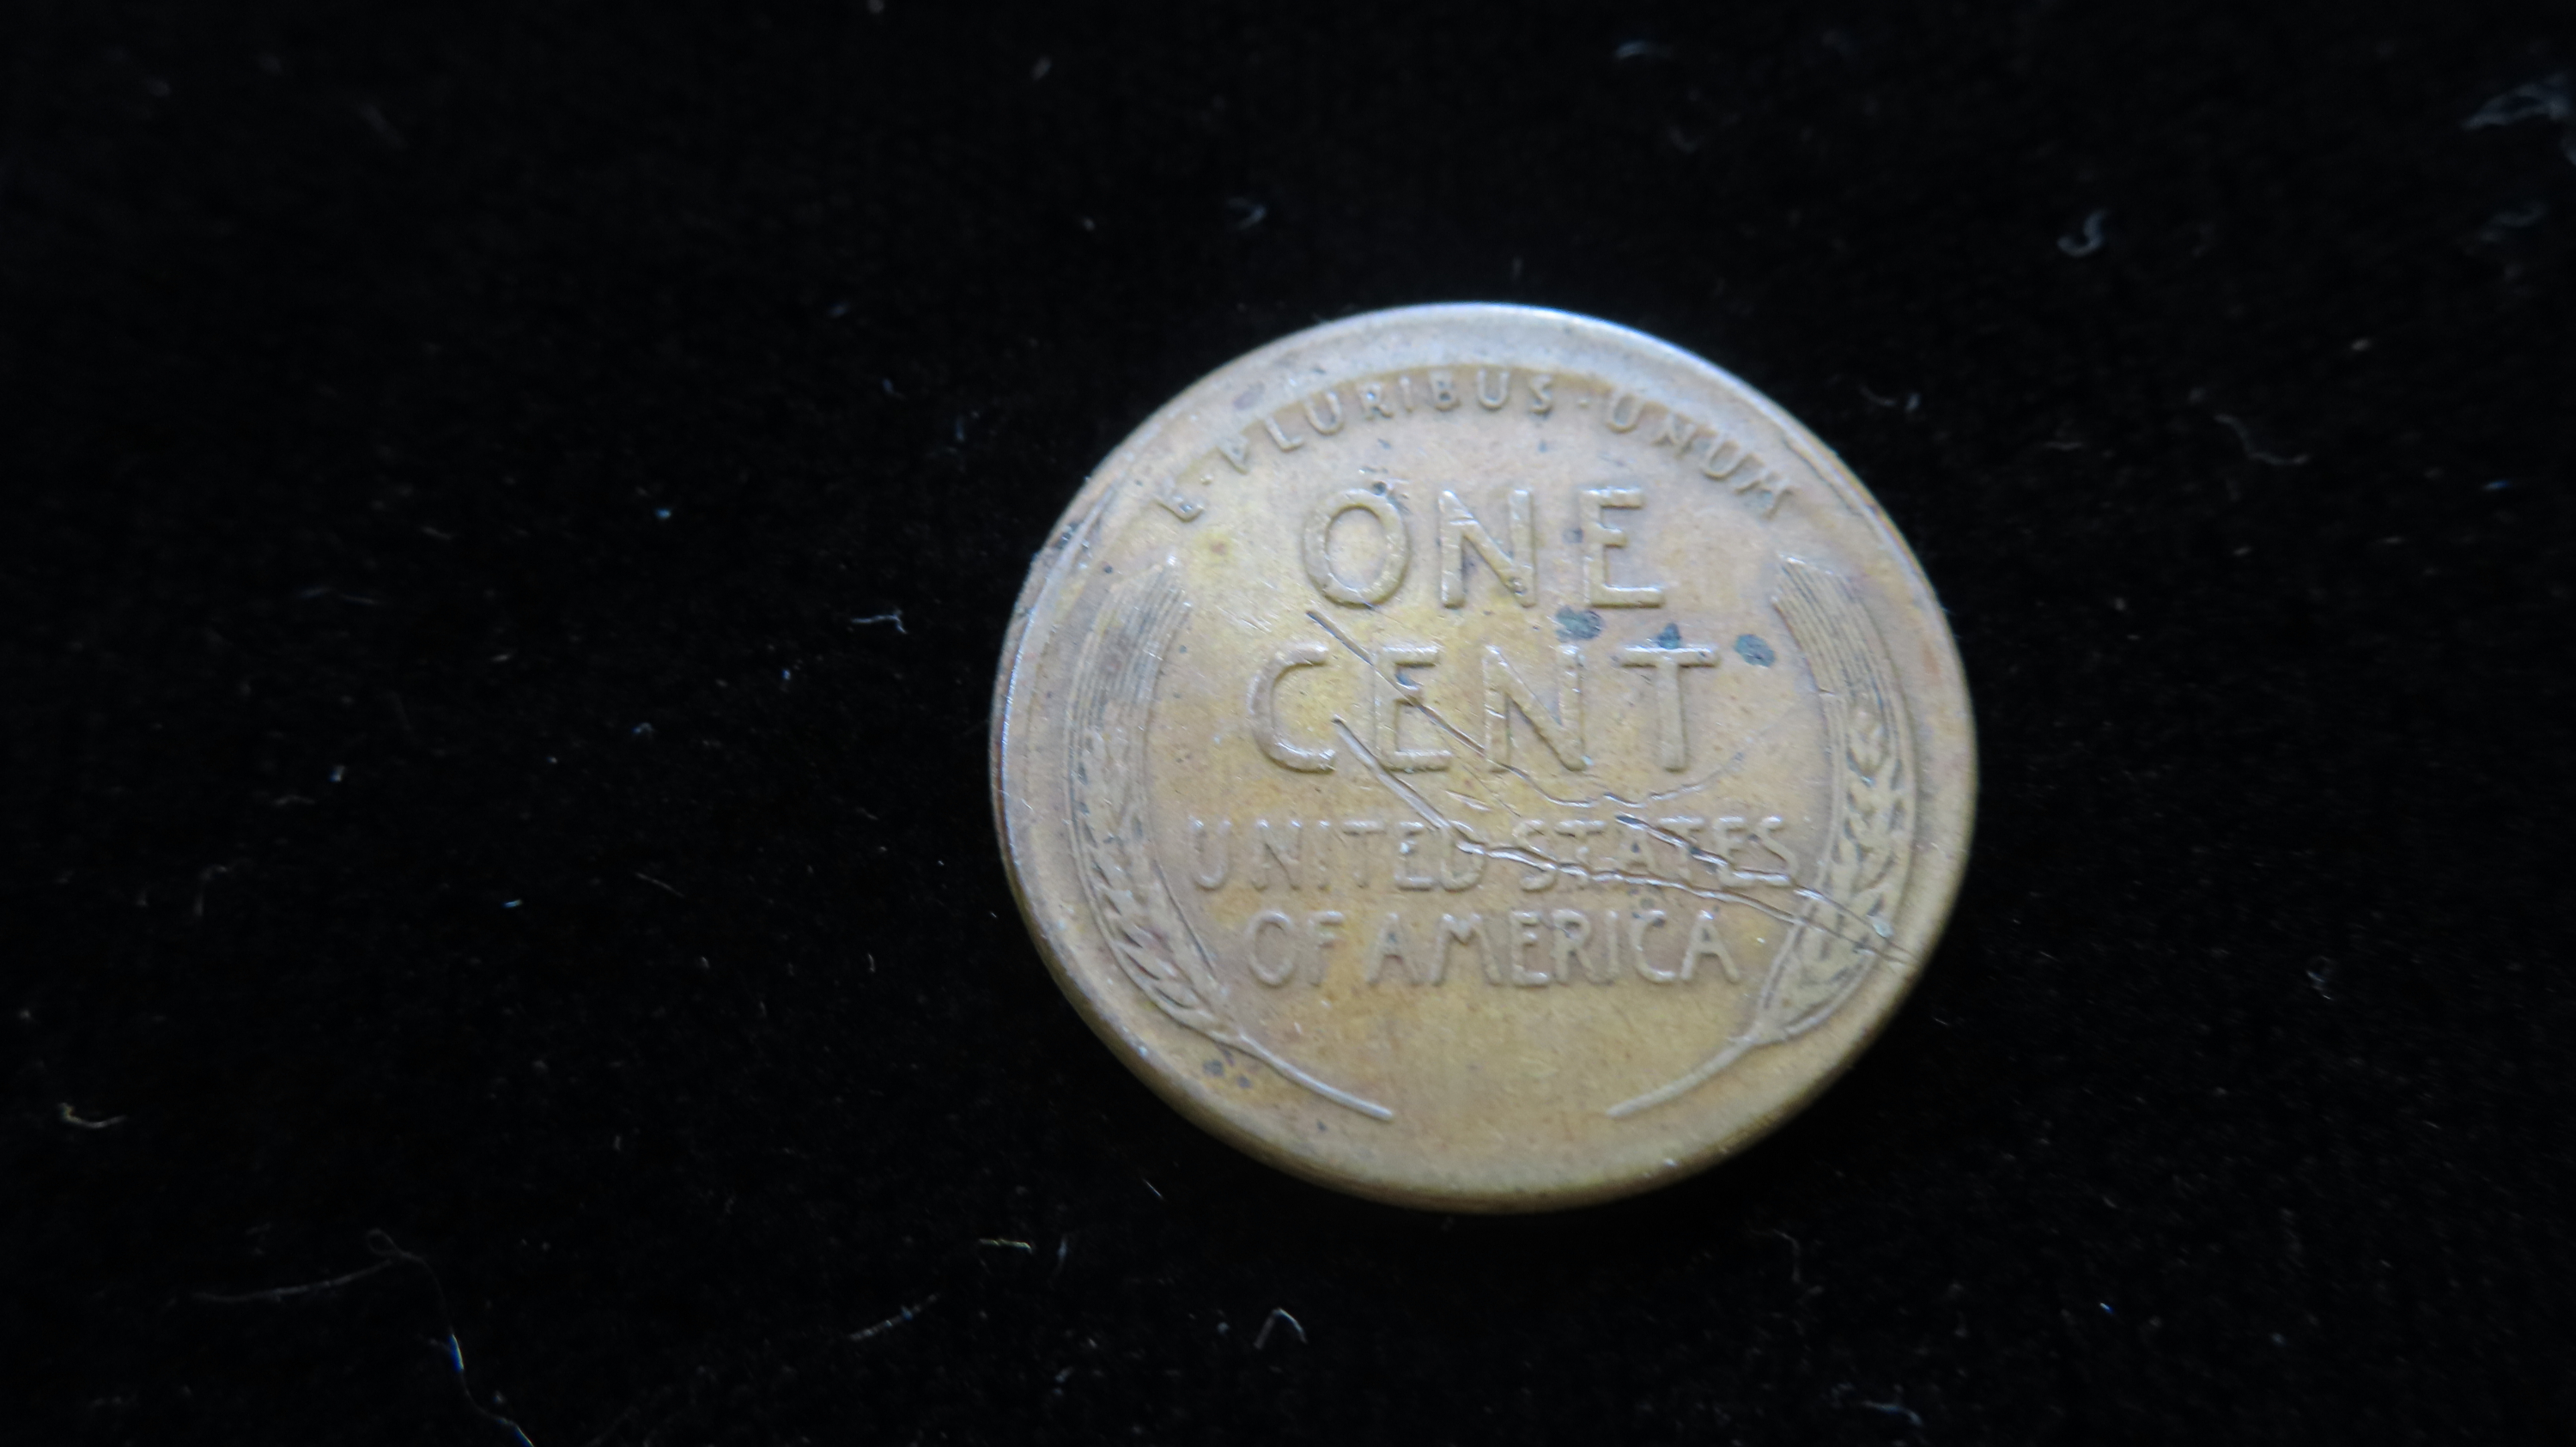 E·PLURIBUS·UNUM
ONE
CENT
UNITED STATES
OF AMERICA